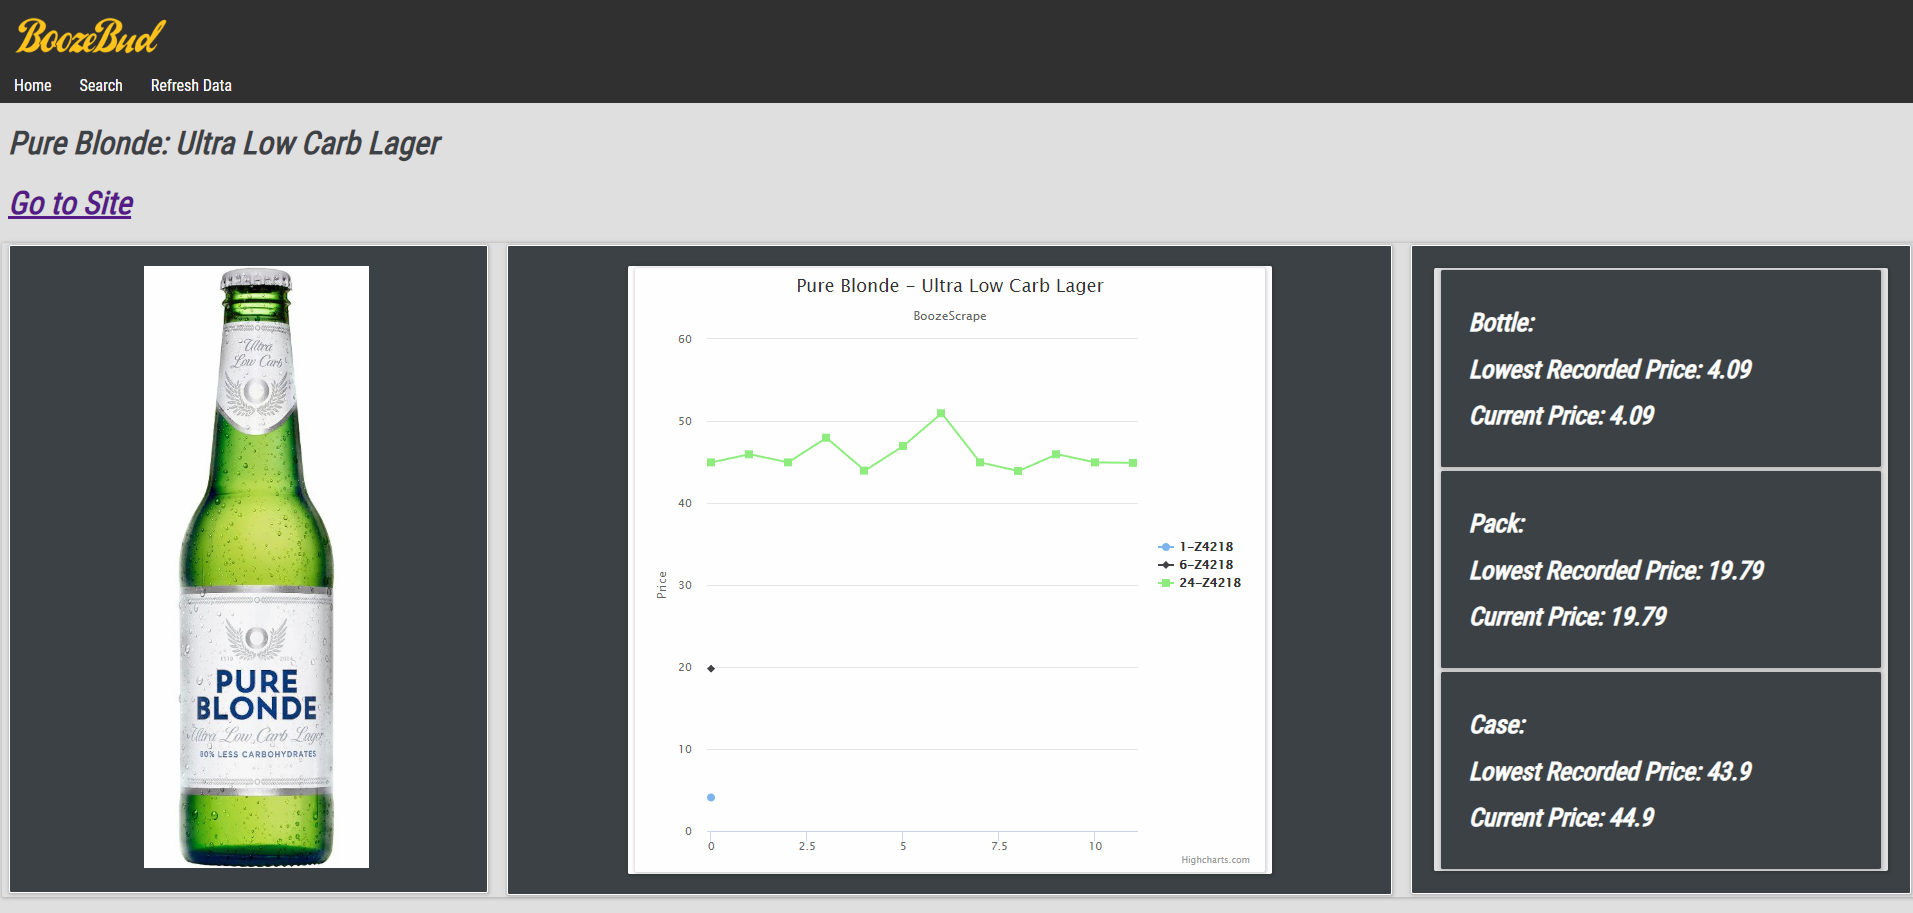 BoozeBud
Home Search Refresh Data
Pure Blonde: Ultra Low Carb Lager
Go to Site
Ultra
Low Carb
PURE
BLONDE
Ultra Low Carb Lager
80% LESS CARBOHYDRATES
Pure Blonde - Ultra Low Carb Lager
BoozeScrape
60
50
40
30
20
10
0
Price
0 2.5 5 7.5 10
1-Z4218
6-Z4218
24-Z4218
Highcharts.com
Bottle:
Lowest Recorded Price: 4.09
Current Price: 4.09
Pack:
Lowest Recorded Price: 19.79
Current Price: 19.79
Case:
Lowest Recorded Price: 43.9
Current Price: 44.9